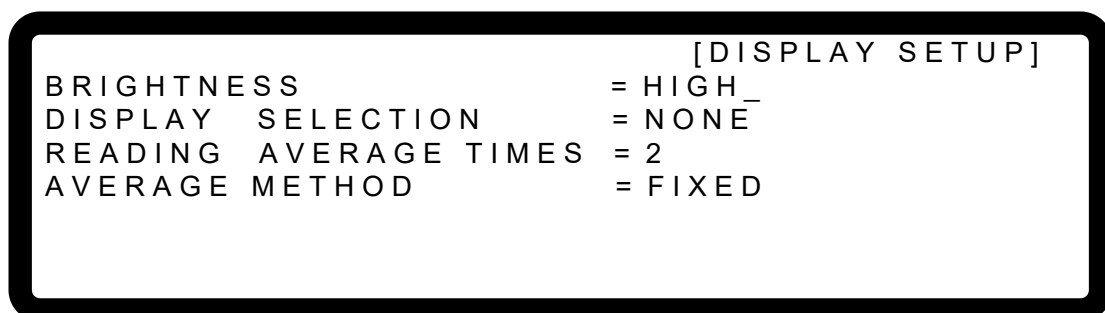 [DISPLAY SETUP]
BRIGHTNESS = HIGH_
DISPLAY SELECTION = NONE
READING AVERAGE TIMES = 2
AVERAGE METHOD = FIXED